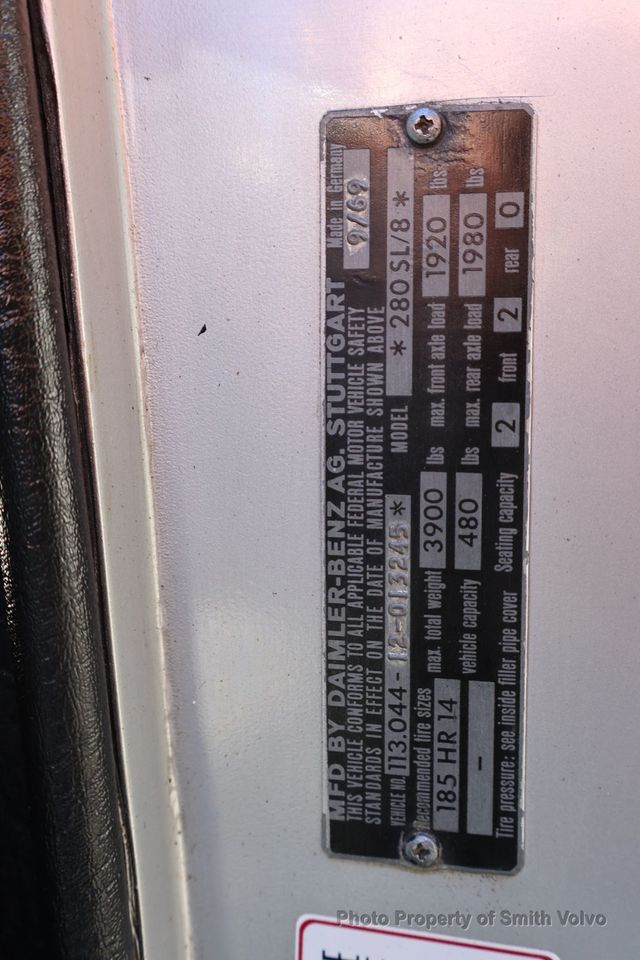 MFD BY DAIMLER-BENZ AG. STUTTGART Made in Germany
THIS VEHICLE CONFORMS TO ALL APPLICABLE FEDERAL MOTOR VEHICLE SAFETY 9/69
STANDARDS IN EFFECT ON THE DATE OF MANUFACTURE SHOWN ABOVE
VEHICLE NO. 113.044-12-013245* MODEL * 280 SL/8 *
Recommended tire sizes max. total weight 3900 lbs max. front axle load 1920 lbs
185 HR 14 vehicle capacity 480 lbs max. rear axle load 1980 lbs
-
Tire pressure: see inside filler pipe cover Seating capacity 2 front 2 rear 0
Photo Property of Smith Volvo